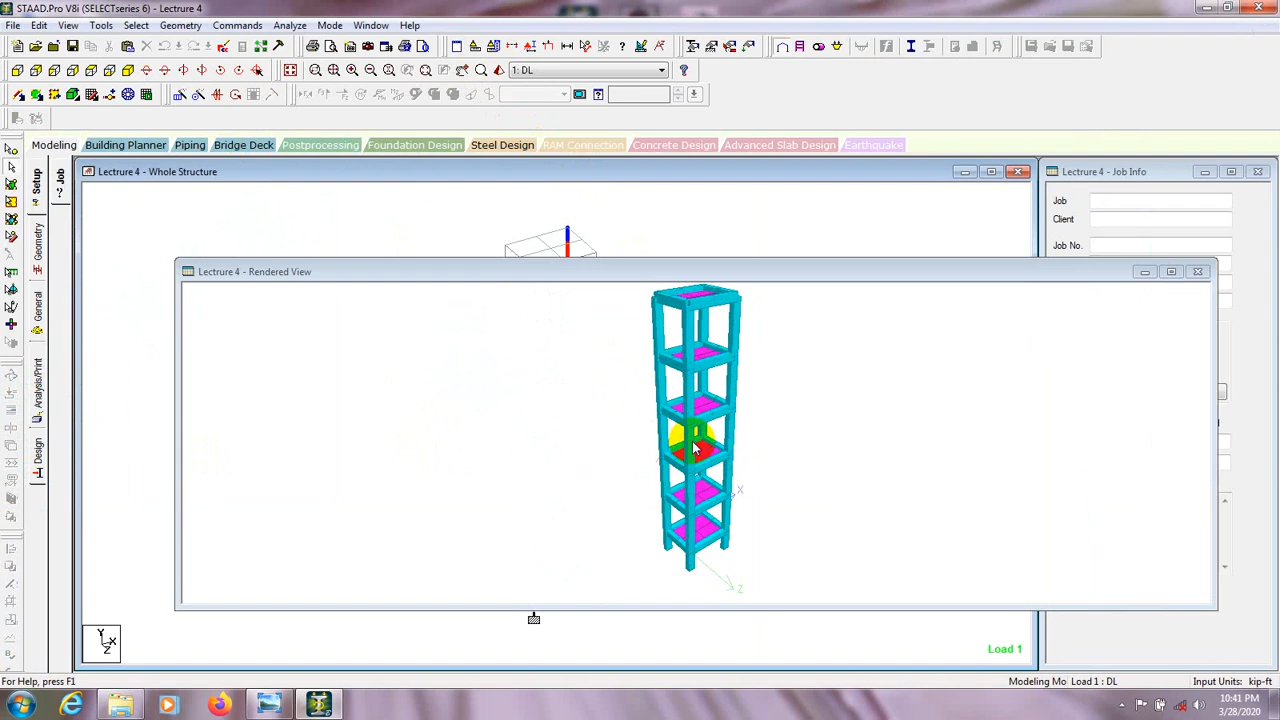 STAAD.Pro V8i (SELECTseries 6) - Lecture 4
File Edit View Tools Select Geometry Commands Analyze Mode Window Help
1: DL
Modeling Building Planner Piping Bridge Deck Postprocessing Foundation Design Steel Design RAM Connection Concrete Design Advanced Slab Design Earthquake
Setup
Geometry
General
Analysis/Print
Design
Job
Lectrure 4 - Whole Structure
Lectrure 4 - Job Info
Job
Client
Job No.
Lectrure 4 - Rendered View
X
Z
Y
X
Z
Load 1
For Help, press F1
Modeling Mo Load 1 : DL Input Units: kip-ft
10:41 PM
3/28/2020